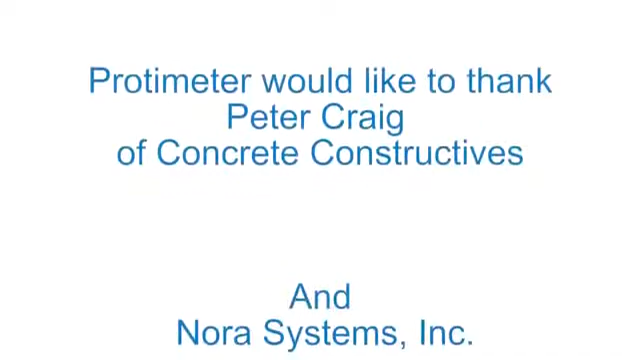 Protimeter would like to thank
Peter Craig
of Concrete Constructives
And
Nora Systems, Inc.